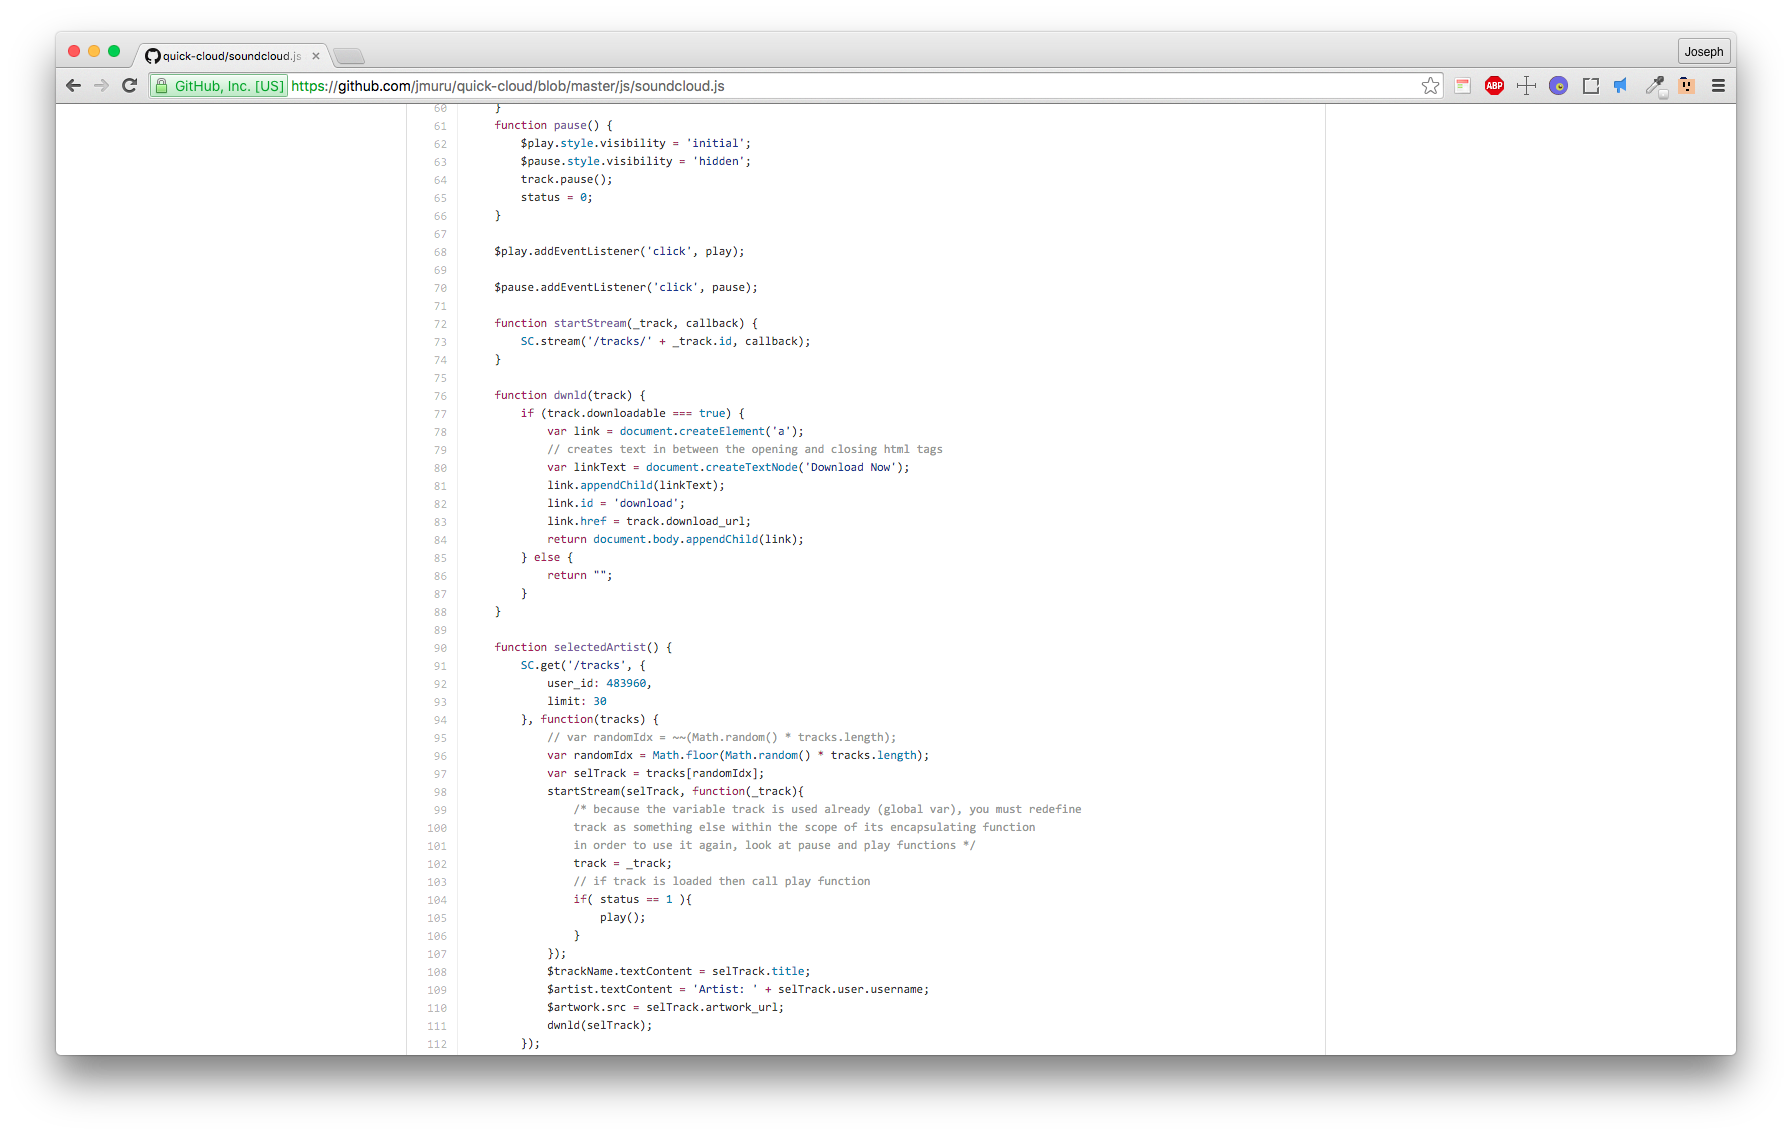 quick-cloud/soundcloud.js
Joseph
GitHub, Inc. [US] https://github.com/jmuru/quick-cloud/blob/master/js/soundcloud.js
ABP
60 }
61 function pause() {
62 $play.style.visibility = 'initial';
63 $pause.style.visibility = 'hidden';
64 track.pause();
65 status = 0;
66 }
67
68 $play.addEventListener('click', play);
69
70 $pause.addEventListener('click', pause);
71
72 function startStream(_track, callback) {
73 SC.stream('/tracks/' + _track.id, callback);
74 }
75
76 function dwnld(track) {
77 if (track.downloadable === true) {
78 var link = document.createElement('a');
79 // creates text in between the opening and closing html tags
80 var linkText = document.createTextNode('Download Now');
81 link.appendChild(linkText);
82 link.id = 'download';
83 link.href = track.download_url;
84 return document.body.appendChild(link);
85 } else {
86 return "";
87 }
88 }
89
90 function selectedArtist() {
91 SC.get('/tracks', {
92 user_id: 483960,
93 limit: 30
94 }, function(tracks) {
95 // var randomIdx = ~~(Math.random() * tracks.length);
96 var randomIdx = Math.floor(Math.random() * tracks.length);
97 var selTrack = tracks[randomIdx];
98 startStream(selTrack, function(_track){
99 /* because the variable track is used already (global var), you must redefine
100 track as something else within the scope of its encapsulating function
101 in order to use it again, look at pause and play functions */
102 track = _track;
103 // if track is loaded then call play function
104 if( status == 1 ){
105 play();
106 }
107 });
108 $trackName.textContent = selTrack.title;
109 $artist.textContent = 'Artist: ' + selTrack.user.username;
110 $artwork.src = selTrack.artwork_url;
111 dwnld(selTrack);
112 });